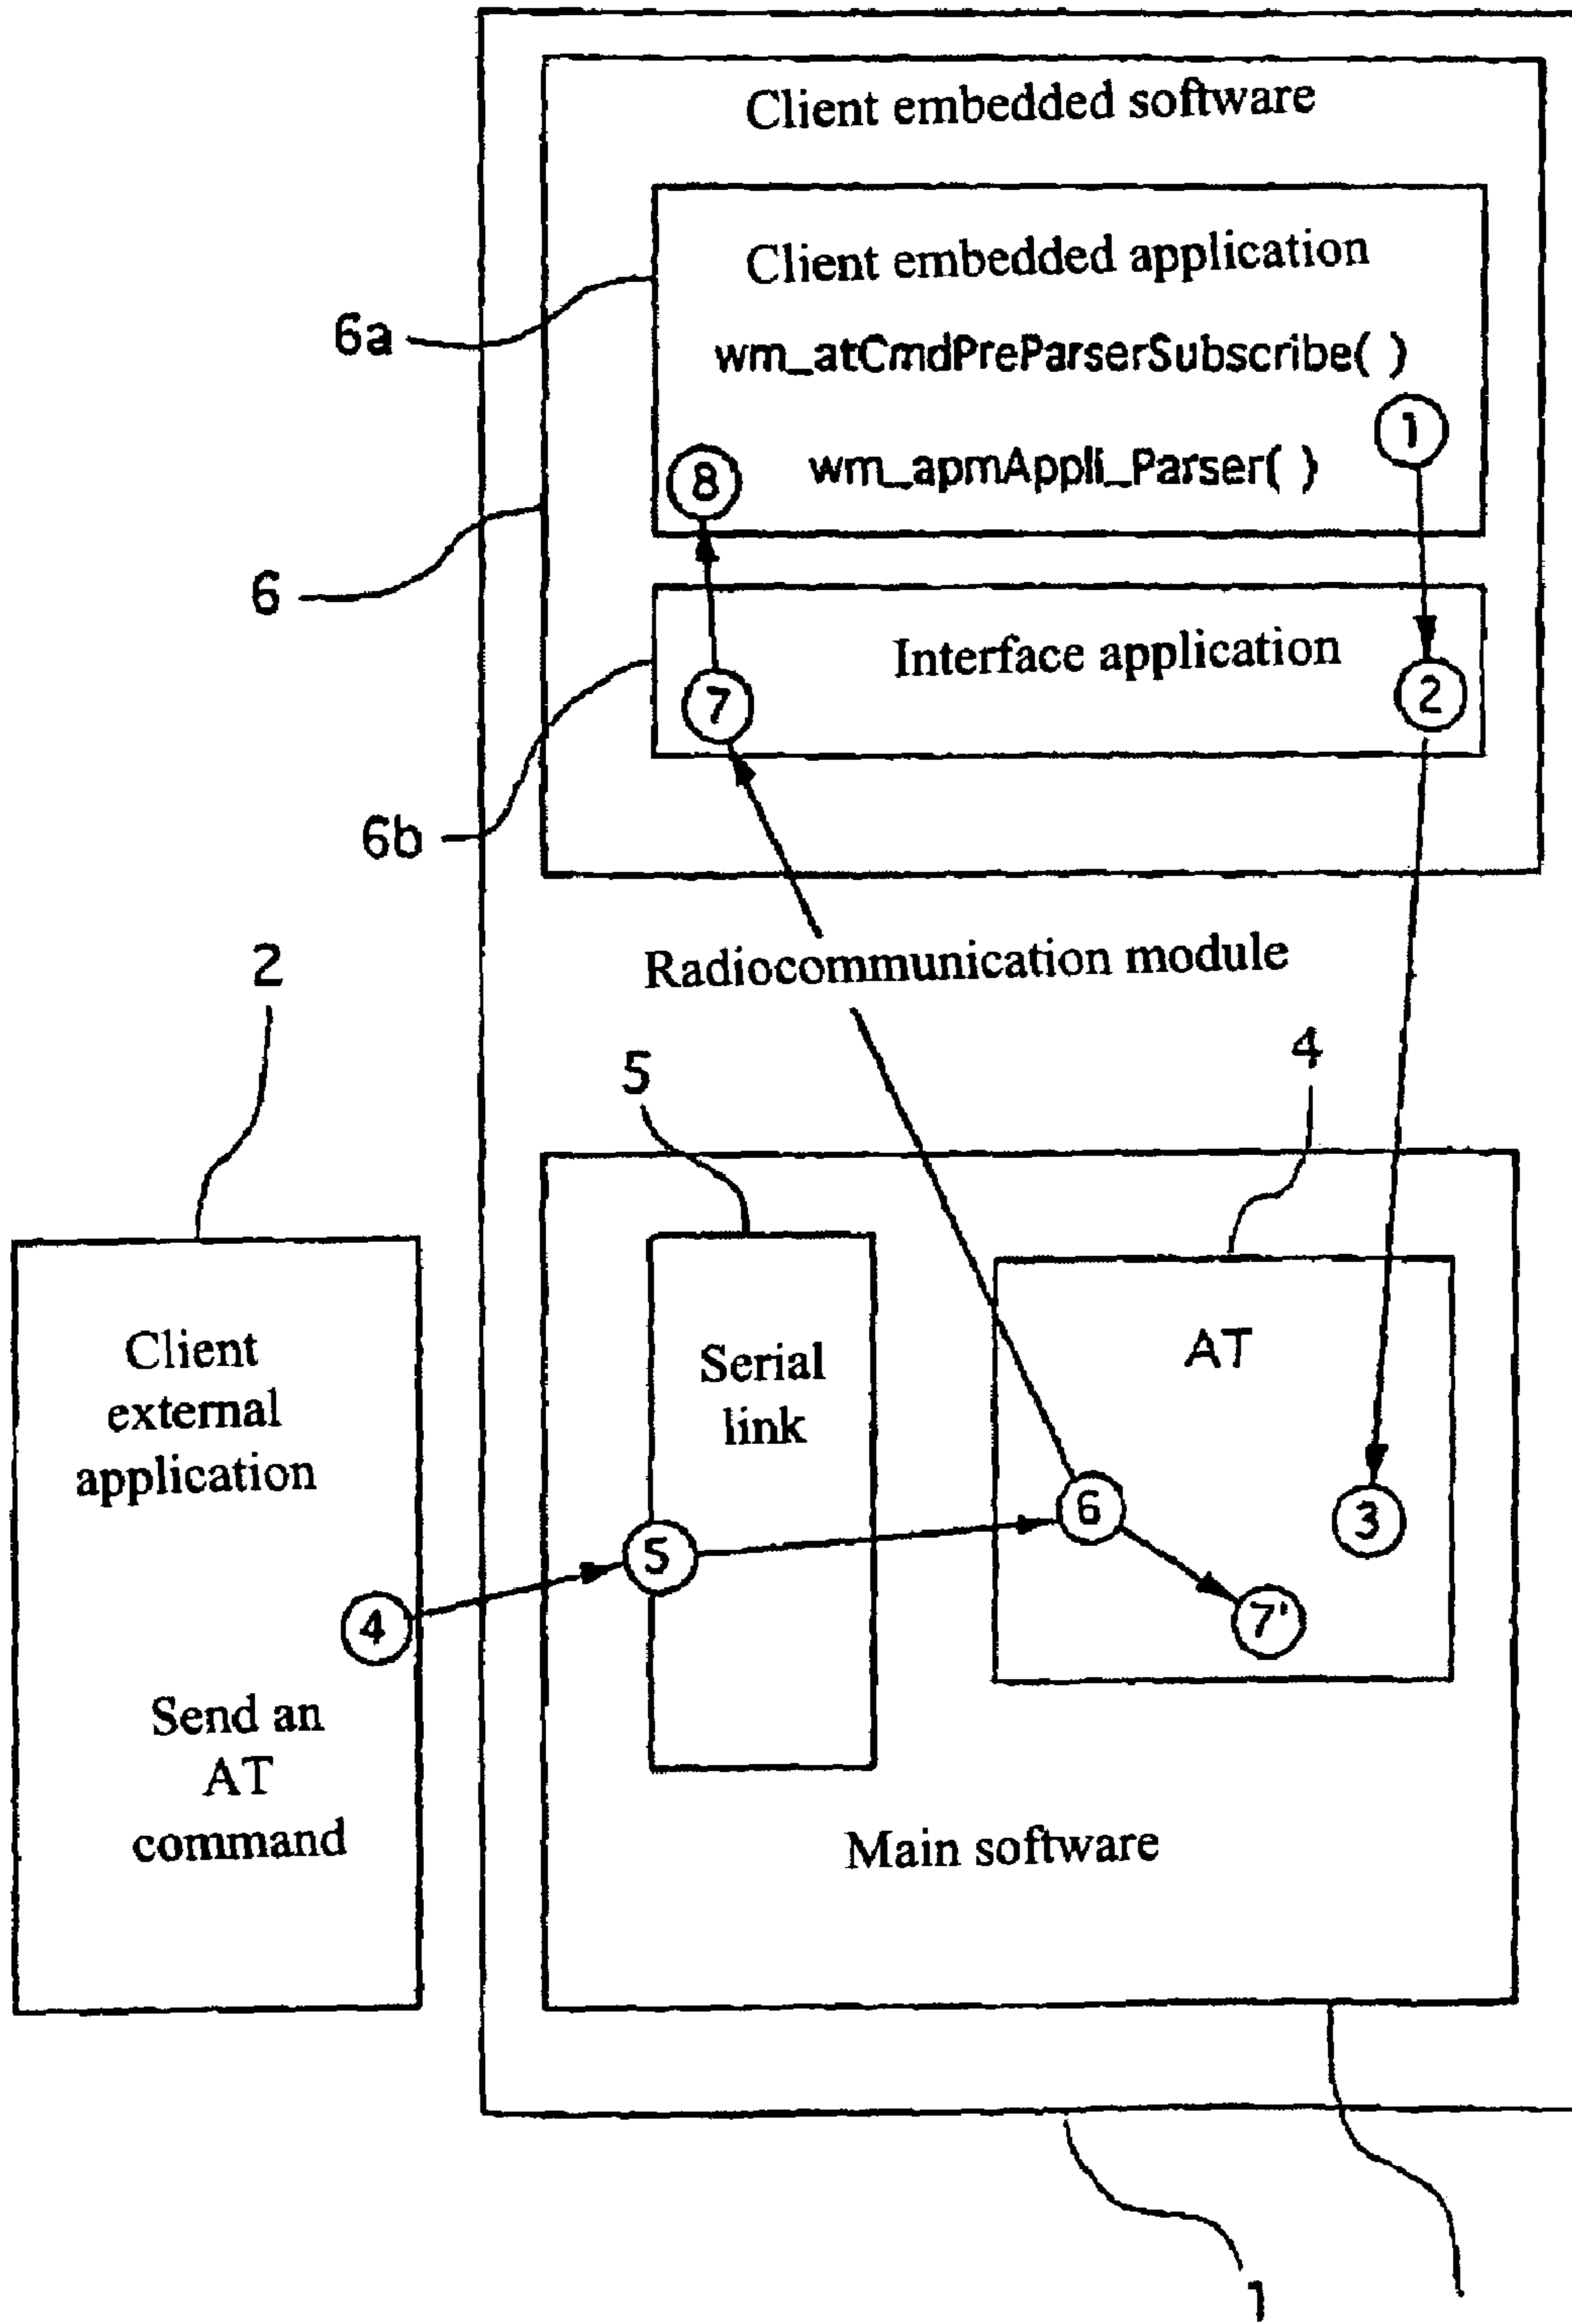 Client embedded software
Client embedded application
6a
wm_atCmdPreParserSubscribe( )
1
8
wm_apmAppli_Parser( )
6
Interface application
7
2
6b
Radiocommunication module
2
5
4
Client
external
application
Serial
link
AT
6
3
5
4
7'
Send an
AT
command
Main software
1